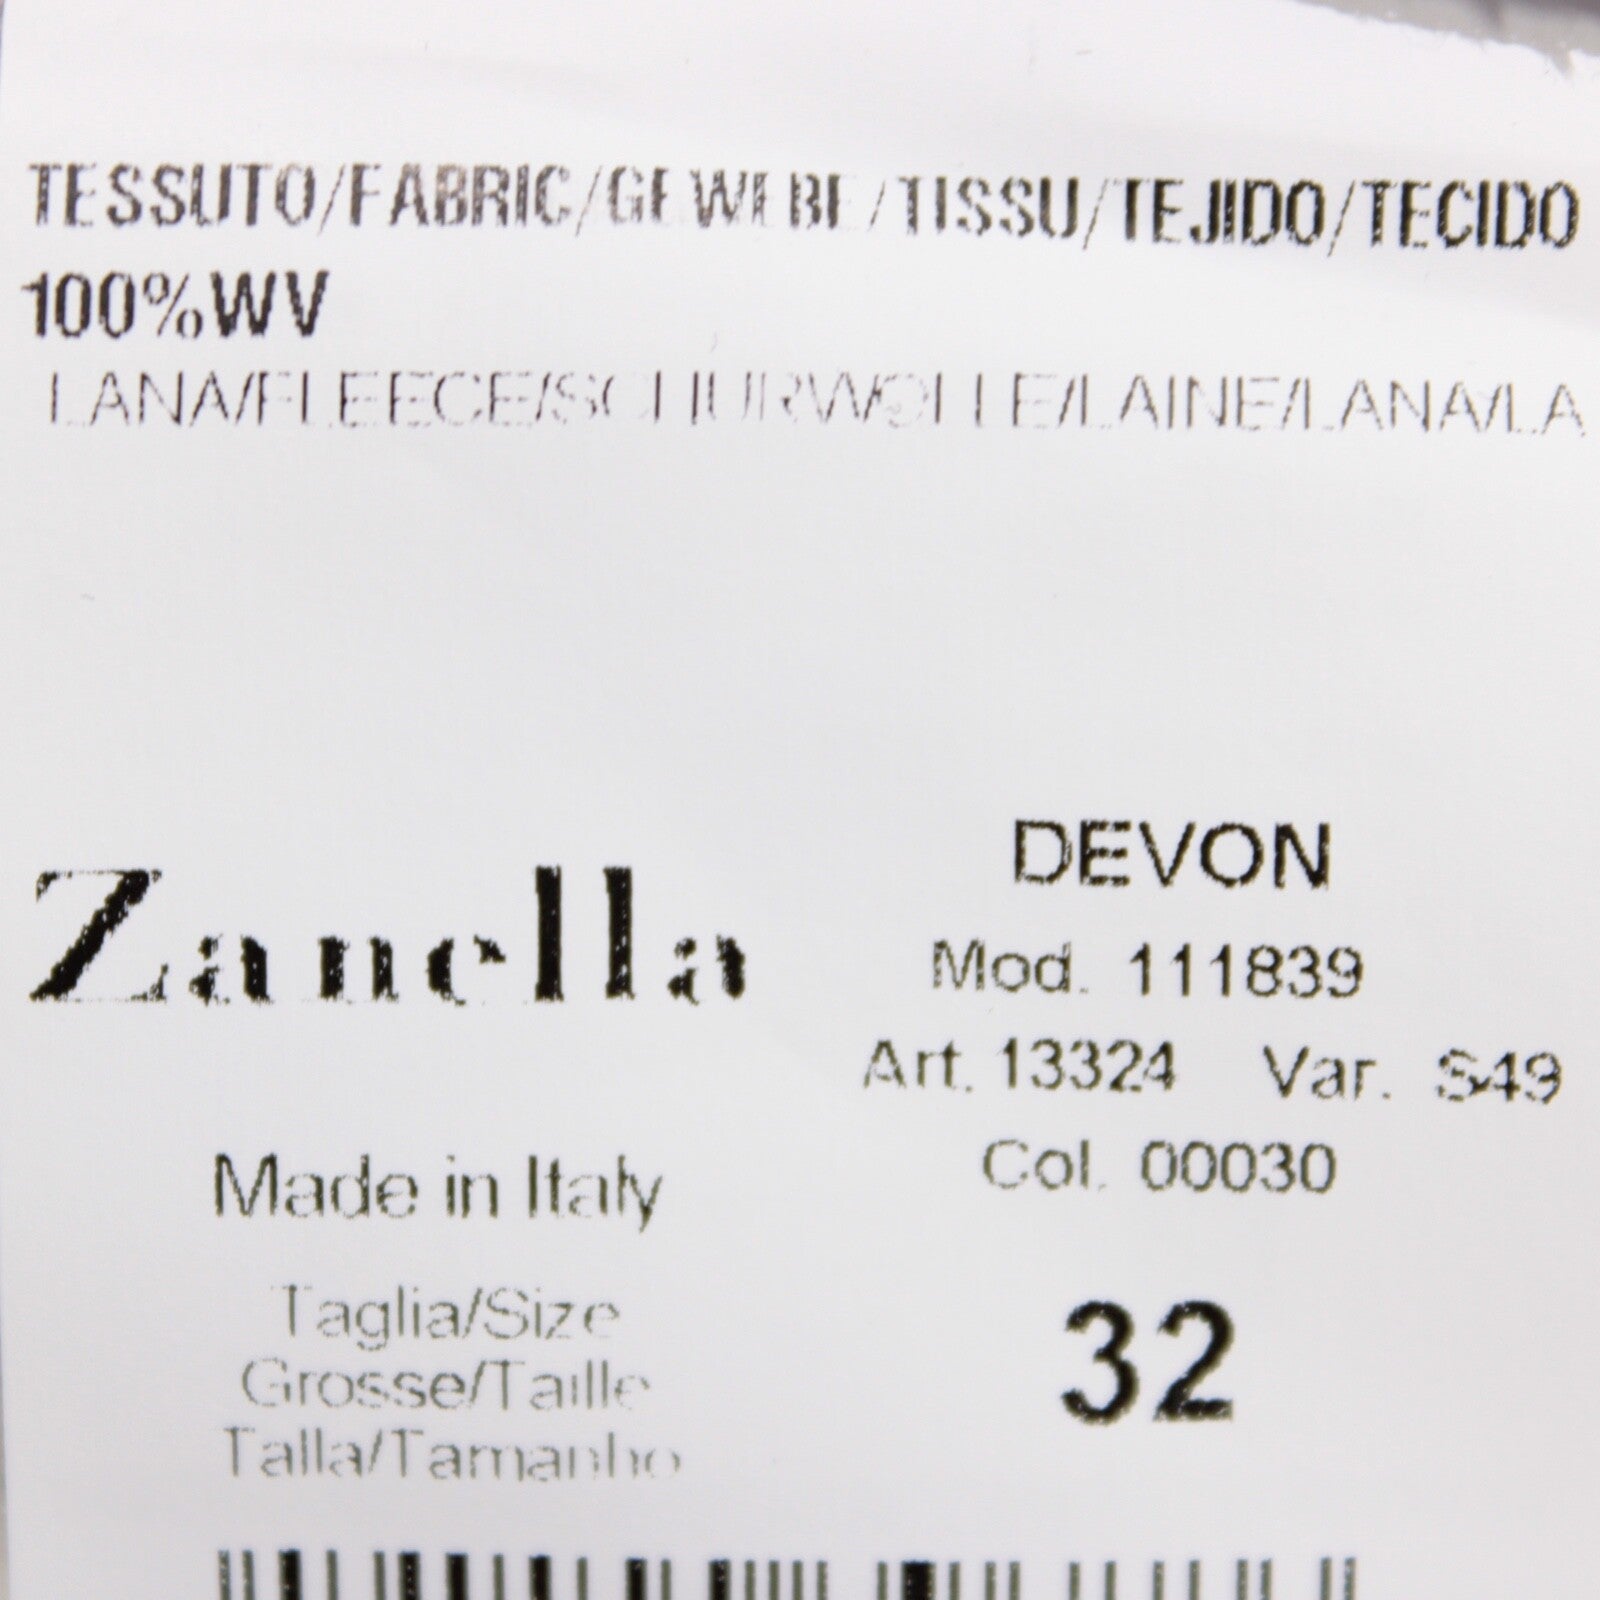 TESSUTO/FABRIC/GEWEBE/TISSU/TEJIDO/TECIDO
100%WV
LANA/FLEECE/SCHURWOLLE/LAINE/LANA/LA
Zanella
DEVON
Mod. 111839
Art. 13324 Var. S49
Col. 00030
Made in Italy
Taglia/Size
Grosse/Taille
Talla/Tamanho
32